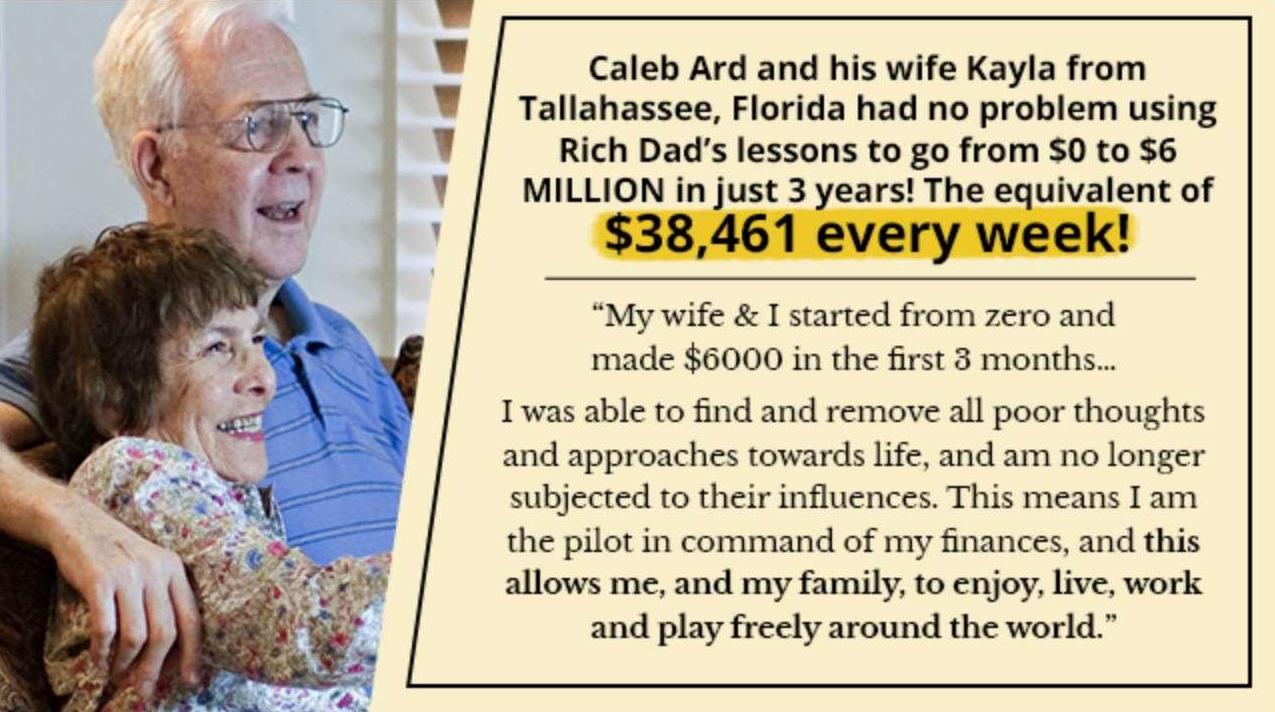 Caleb Ard and his wife Kayla from
Tallahassee, Florida had no problem using
Rich Dad’s lessons to go from $0 to $6
MILLION in just 3 years! The equivalent of
$38,461 every week!
“My wife & I started from zero and
made $6000 in the first 3 months...
I was able to find and remove all poor thoughts
and approaches towards life, and am no longer
subjected to their influences. This means I am
the pilot in command of my finances, and this
allows me, and my family, to enjoy, live, work
and play freely around the world.”